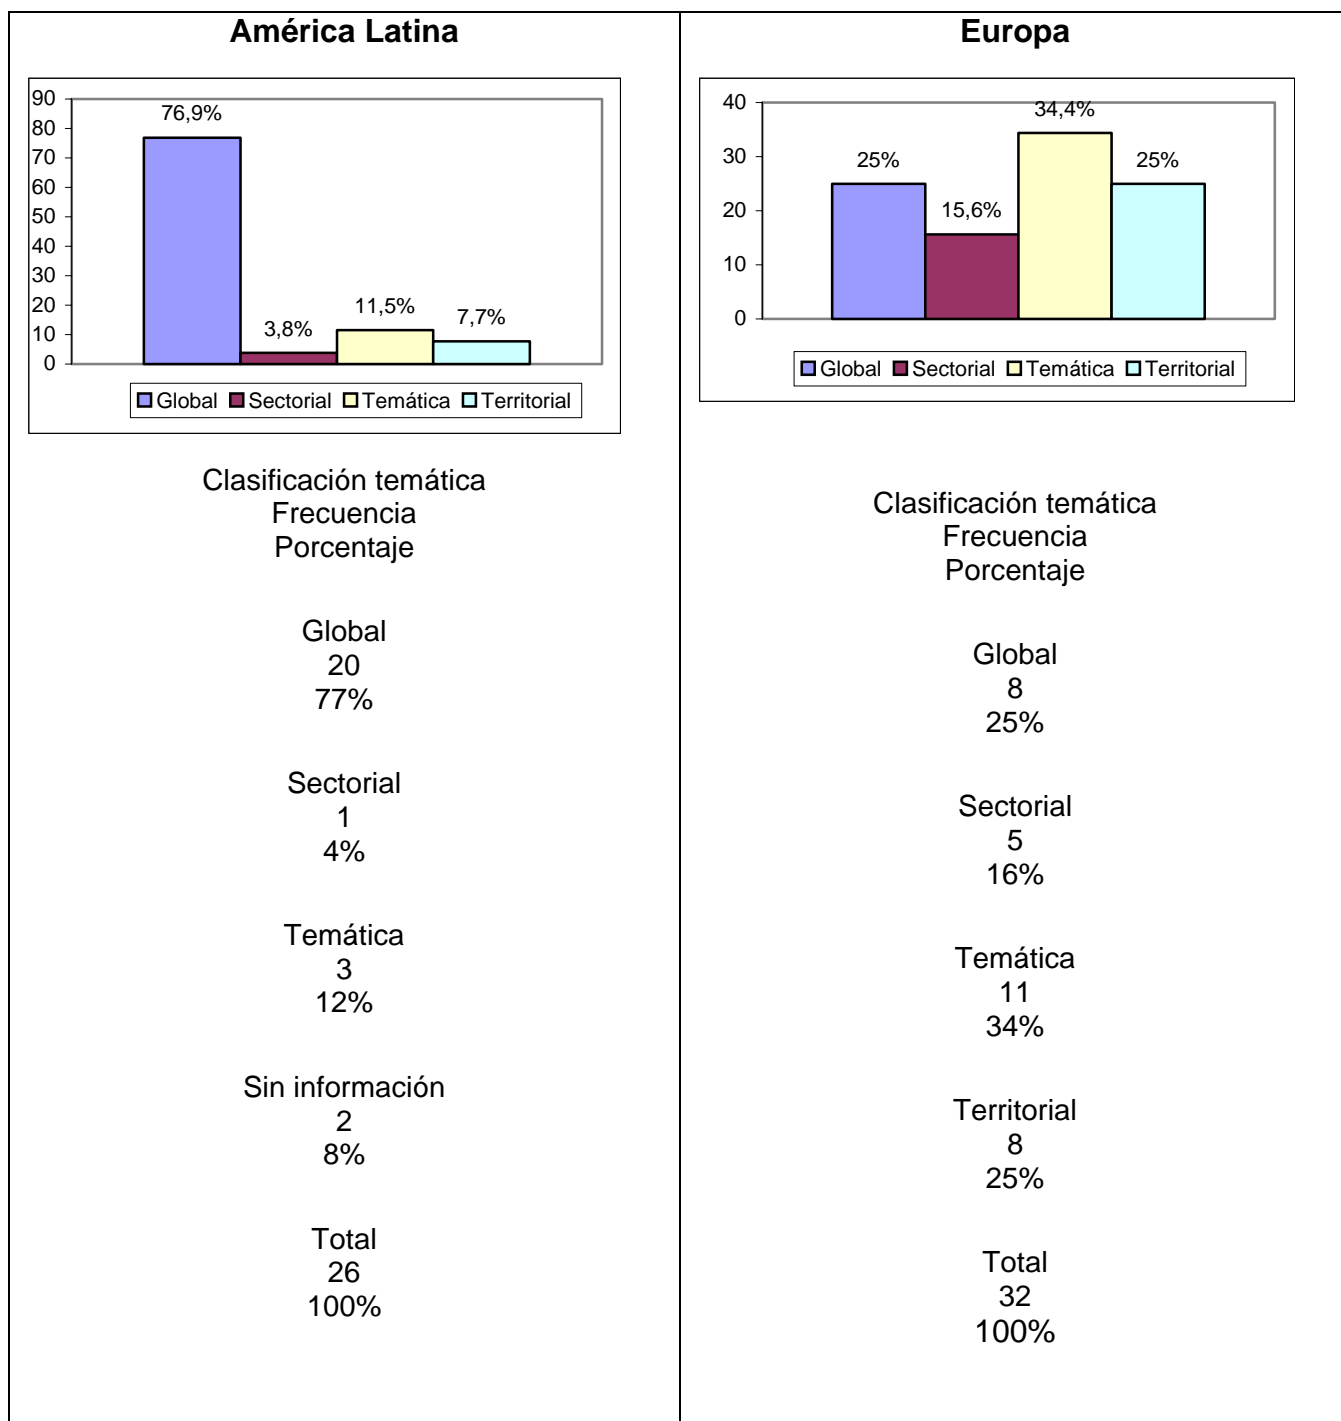 América Latina
90
80
70
60
50
40
30
20
10
0
76,9%
3,8%
11,5%
7,7%
Global Sectorial Temática Territorial
Clasificación temática
Frecuencia
Porcentaje
Global
20
77%
Sectorial
1
4%
Temática
3
12%
Sin información
2
8%
Total
26
100%
Europa
40
30
20
10
0
25%
15,6%
34,4%
25%
Global Sectorial Temática Territorial
Clasificación temática
Frecuencia
Porcentaje
Global
8
25%
Sectorial
5
16%
Temática
11
34%
Territorial
8
25%
Total
32
100%